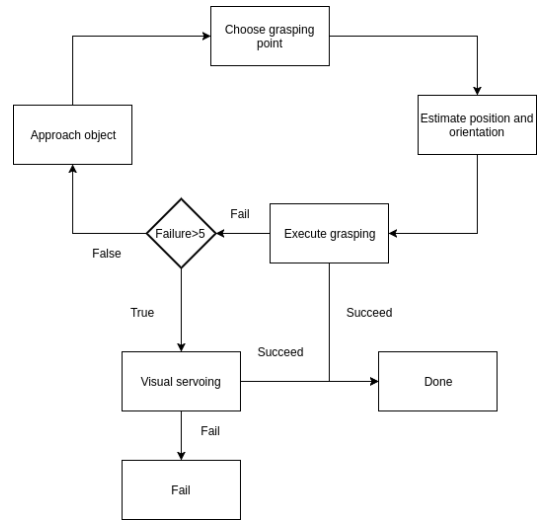 Choose grasping
point
Estimate position and
orientation
Approach object
Fail
Failure>5
Execute grasping
False
True
Succeed
Succeed
Visual servoing
Done
Fail
Fail